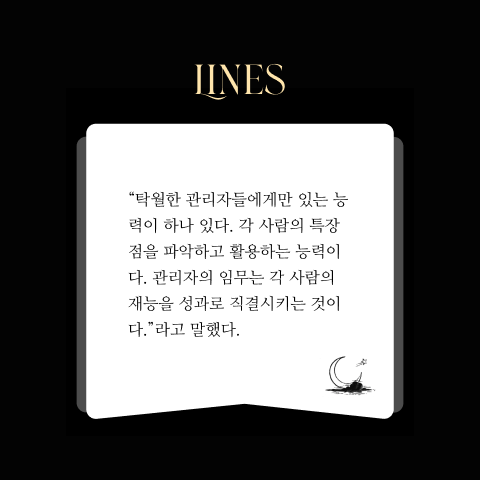 LINES
“탁월한 관리자들에게만 있는 능
력이 하나 있다. 각 사람의 특장
점을 파악하고 활용하는 능력이
다. 관리자의 임무는 각 사람의
재능을 성과로 직결시키는 것이
다.”라고 말했다.